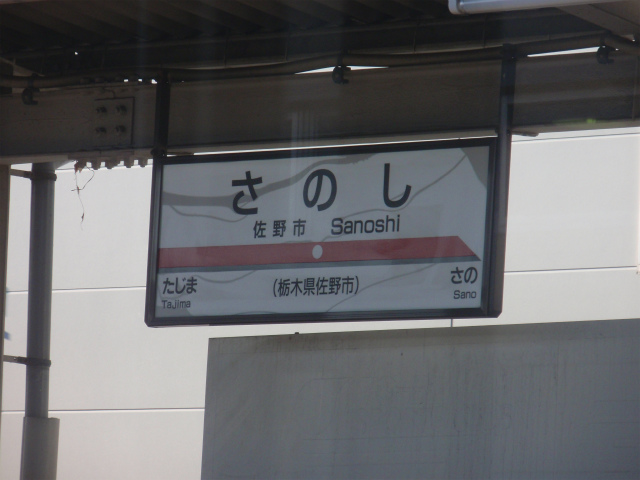 さのし
佐野市 Sanoshi
たじま
Tajima
(栃木県佐野市)
さの
Sano